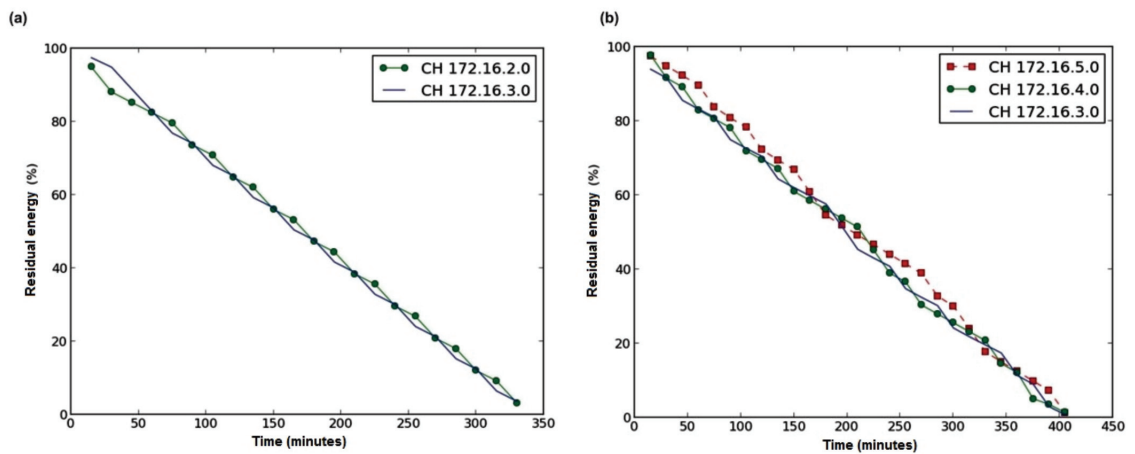 (a)
(b)
100
80
60
40
20
0
Residual energy (%)
CH 172.16.2.0
CH 172.16.3.0
0 50 100 150 200 250 300 350
Time (minutes)
100
80
60
40
20
0
Residual energy (%)
CH 172.16.5.0
CH 172.16.4.0
CH 172.16.3.0
0 50 100 150 200 250 300 350 400 450
Time (minutes)